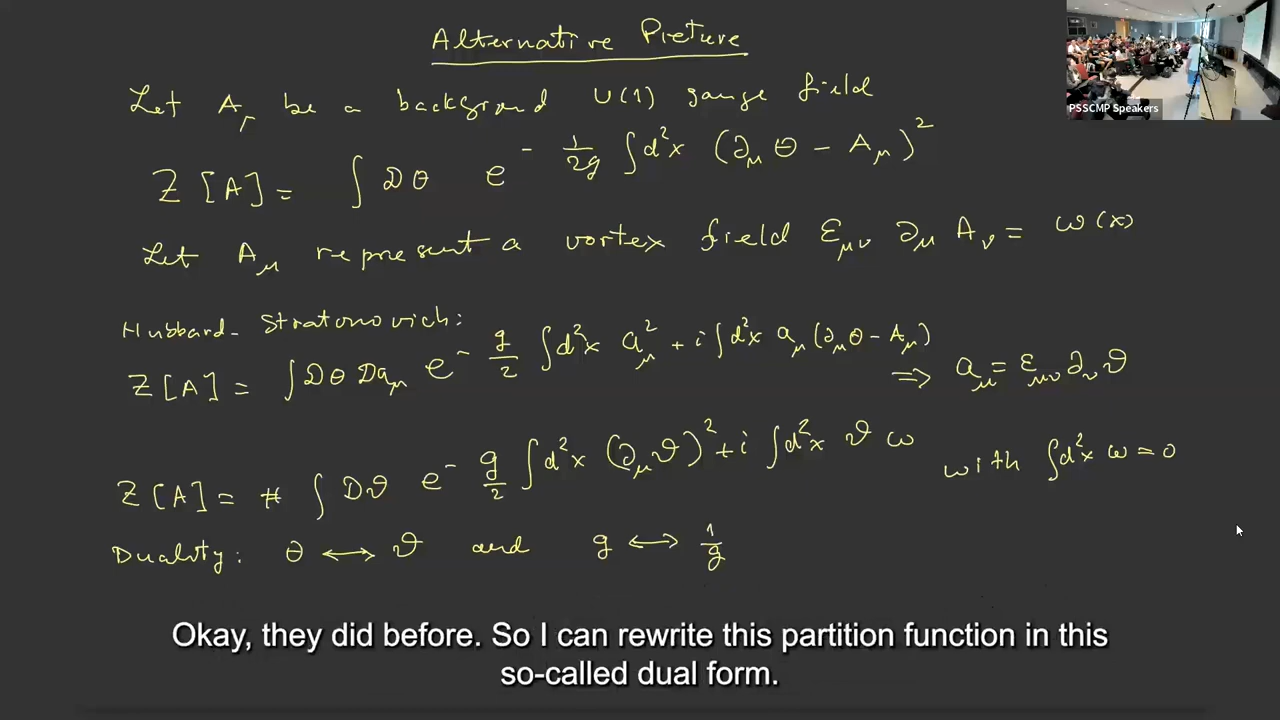 Alternative Picture
PSSCMP Speakers
Let A_μ be a background U(1) gauge field
Z[A] = ∫ Dθ e^{- 1/2g ∫d²x (∂_μ θ - A_μ)²}
Let A_μ represent a vortex field ε_{μν} ∂_μ A_ν = ω(x)
Hubbard-Stratonovich:
Z[A] = ∫ Dθ Da_μ e^{- g/2 ∫d²x a_μ² + i∫d²x a_μ(∂_μθ - A_μ)} ⇒ a_μ = ε_{μν} ∂_ν ϑ
Z[A] = # ∫ Dϑ e^{- g/2 ∫d²x (∂_μϑ)² + i ∫d²x ϑ ω} with ∫d²x ω = 0
Duality: θ ↔ ϑ and g ↔ 1/g
Okay, they did before. So I can rewrite this partition function in this
so-called dual form.